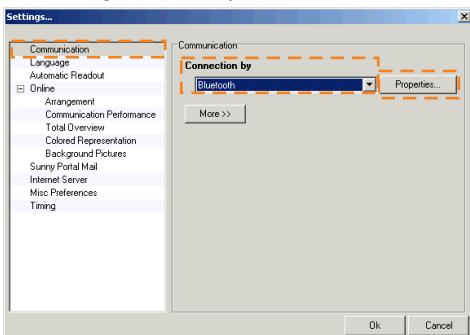 Settings...
Communication
Language
Automatic Readout
Online
Arrangement
Communication Performance
Total Overview
Colored Representation
Background Pictures
Sunny Portal Mail
Internet Server
Misc Preferences
Timing
Communication
Connection by
Bluetooth
Properties...
More >>
Ok
Cancel